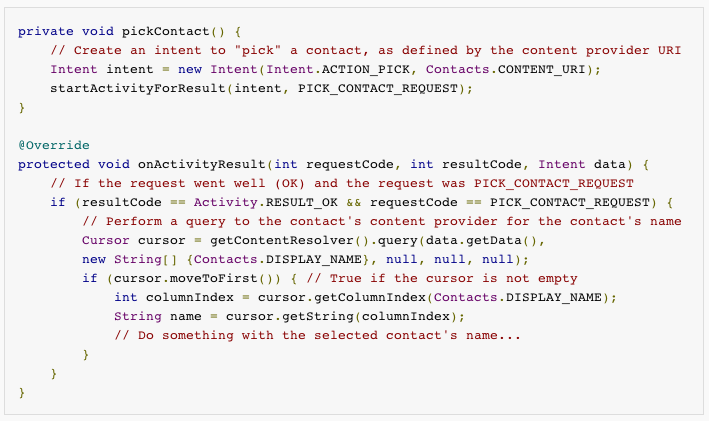 private void pickContact() {
    // Create an intent to "pick" a contact, as defined by the content provider URI
    Intent intent = new Intent(Intent.ACTION_PICK, Contacts.CONTENT_URI);
    startActivityForResult(intent, PICK_CONTACT_REQUEST);
}

@Override
protected void onActivityResult(int requestCode, int resultCode, Intent data) {
    // If the request went well (OK) and the request was PICK_CONTACT_REQUEST
    if (resultCode == Activity.RESULT_OK && requestCode == PICK_CONTACT_REQUEST) {
        // Perform a query to the contact's content provider for the contact's name
        Cursor cursor = getContentResolver().query(data.getData(),
        new String[] {Contacts.DISPLAY_NAME}, null, null, null);
        if (cursor.moveToFirst()) { // True if the cursor is not empty
            int columnIndex = cursor.getColumnIndex(Contacts.DISPLAY_NAME);
            String name = cursor.getString(columnIndex);
            // Do something with the selected contact's name...
        }
    }
}